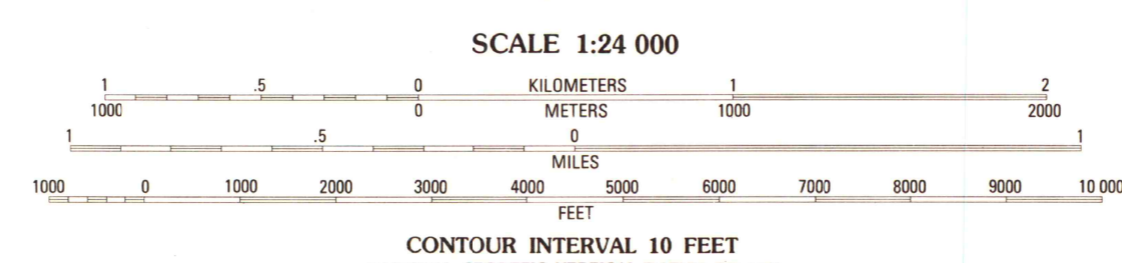 SCALE 1:24 000
1 .5 0 KILOMETERS 1 2
1000 0 METERS 1000 2000
1 .5 0 1
MILES
1000 0 1000 2000 3000 4000 5000 6000 7000 8000 9000 10 000
FEET
CONTOUR INTERVAL 10 FEET